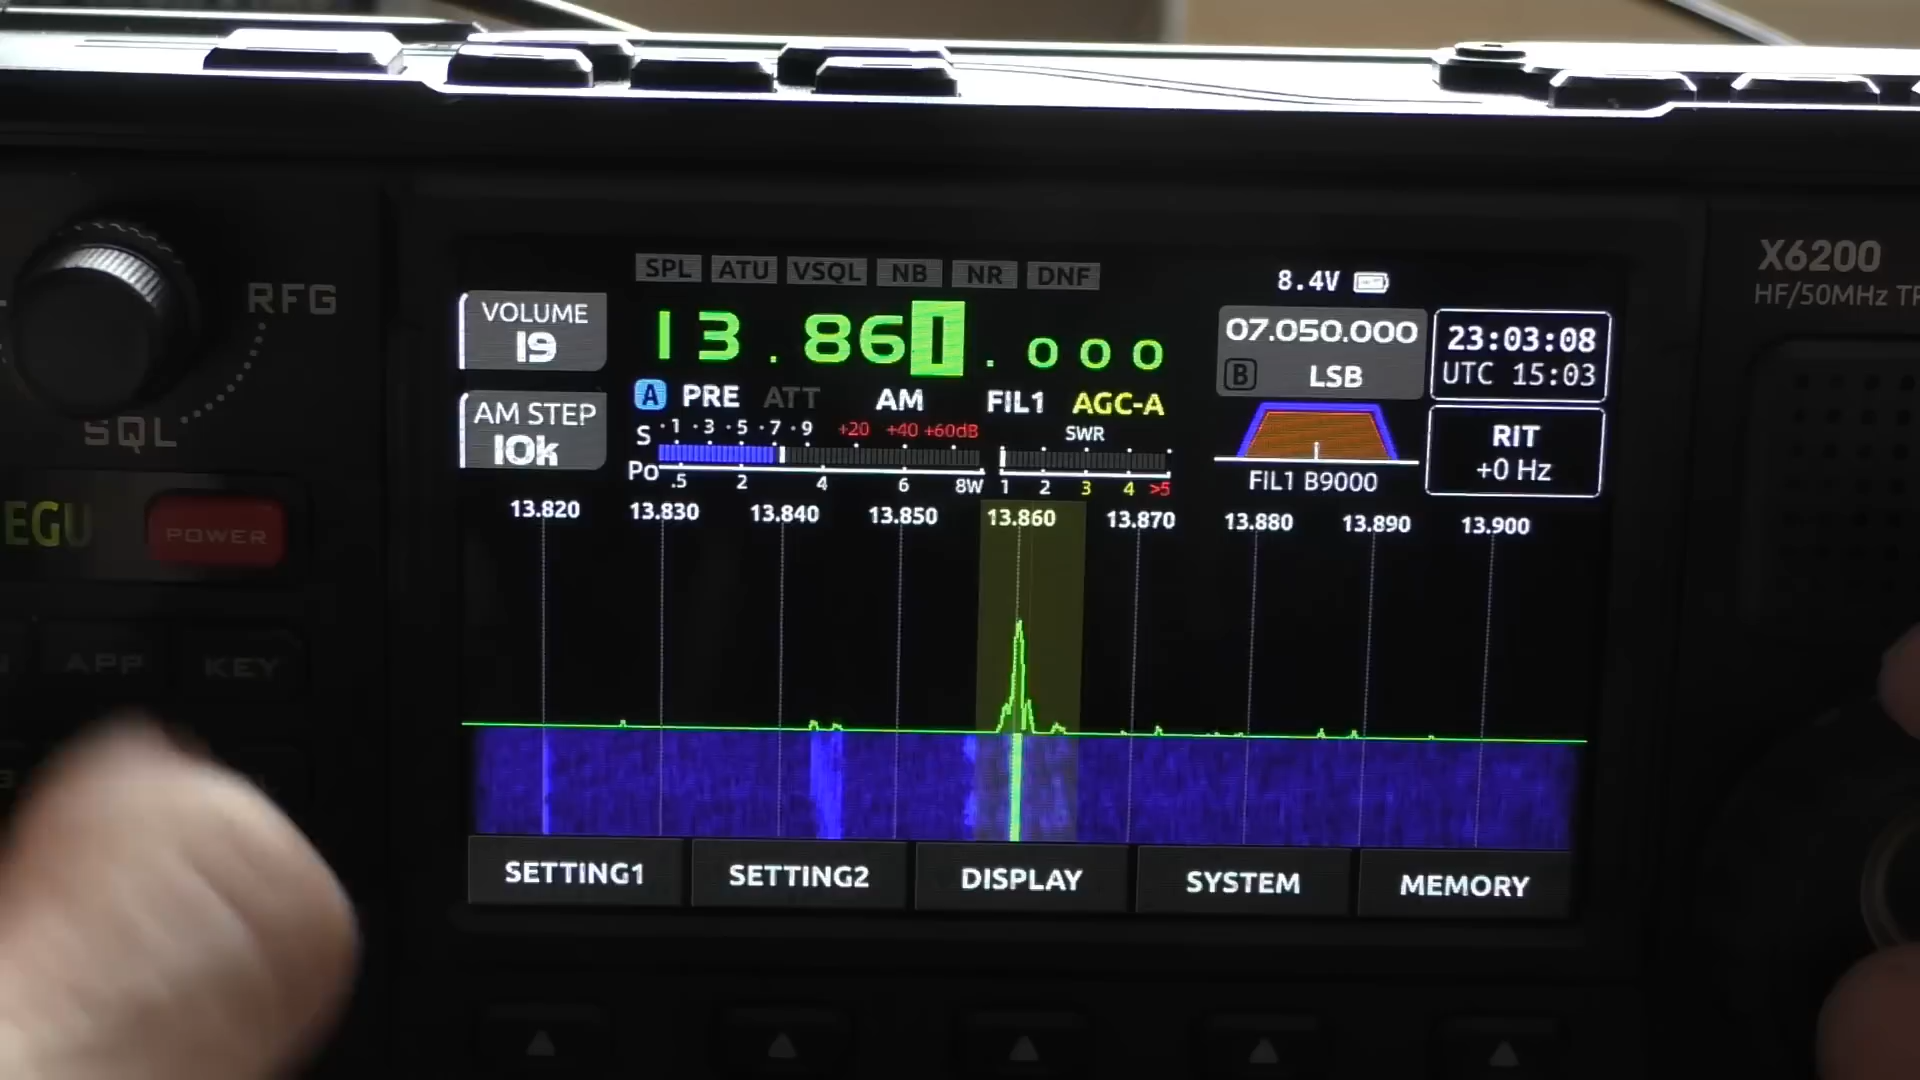 SPL ATU VSQL NB NR DNF
8.4V
X6200
RFG
VOLUME
19
13.861.000
07.050.000
B LSB
23:03:08
UTC 15:03
A PRE ATT AM FIL1 AGC-A
AM STEP
10k
S ·1 ·3 ·5 ·7 ·9 +20 +40 +60dB
SWR
Po .5 2 4 6 8W 1 2 3 4 >5
FIL1 B9000
RIT
+0 Hz
SQL
13.820 13.830 13.840 13.850 13.860 13.870 13.880 13.890 13.900
POWER
APP KEY
SETTING1 SETTING2 DISPLAY SYSTEM MEMORY
HF/50MHz